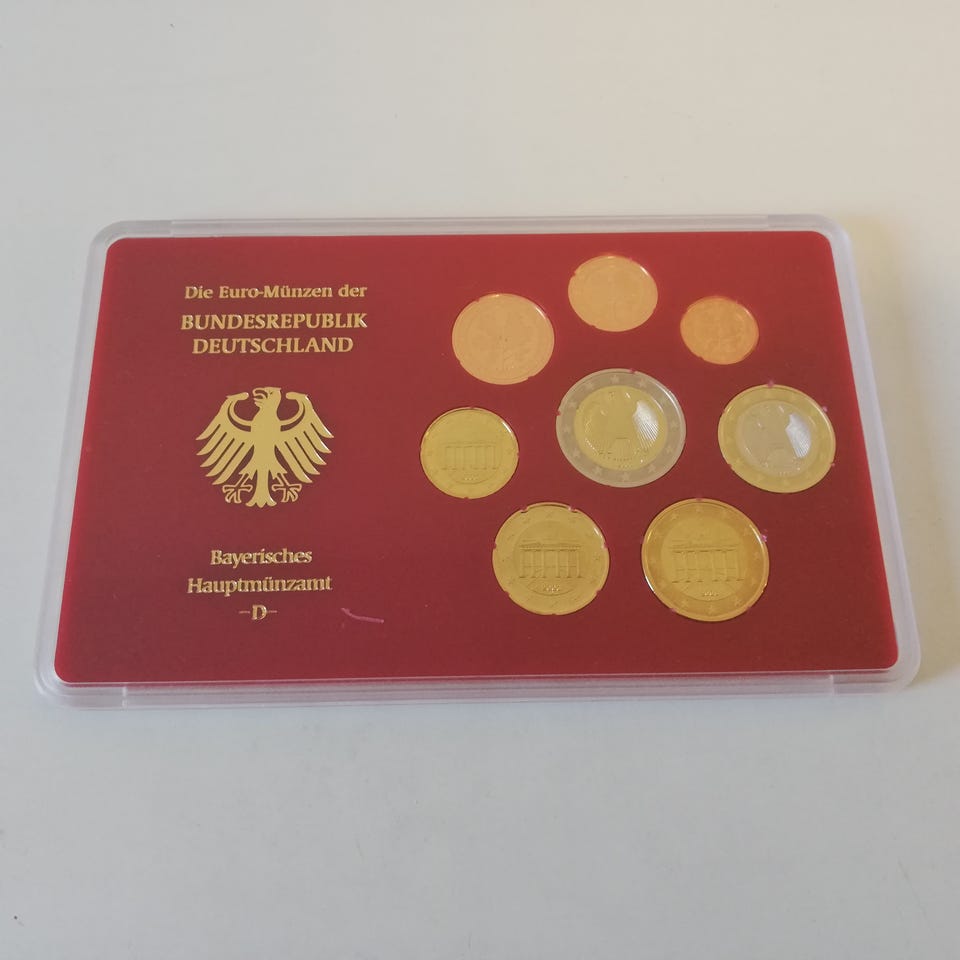 Die Euro-Münzen der
BUNDESREPUBLIK
DEUTSCHLAND
Bayerisches
Hauptmünzamt
-D-